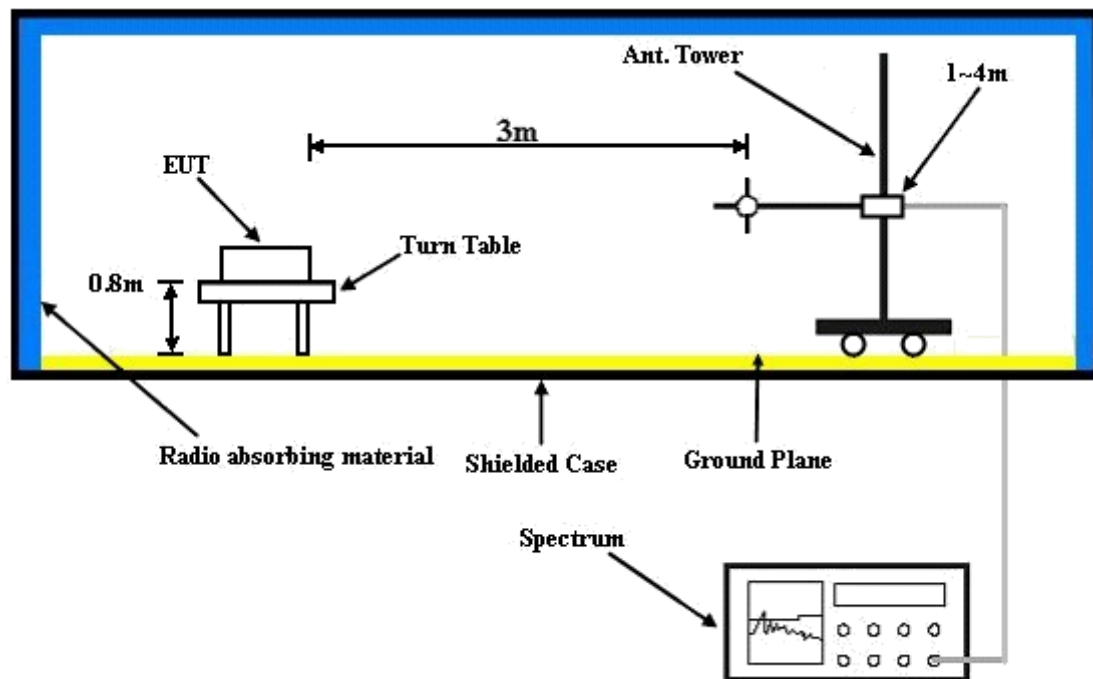 Ant. Tower
1~4m
3m
EUT
Turn Table
0.8m
Radio absorbing material
Shielded Case
Ground Plane
Spectrum